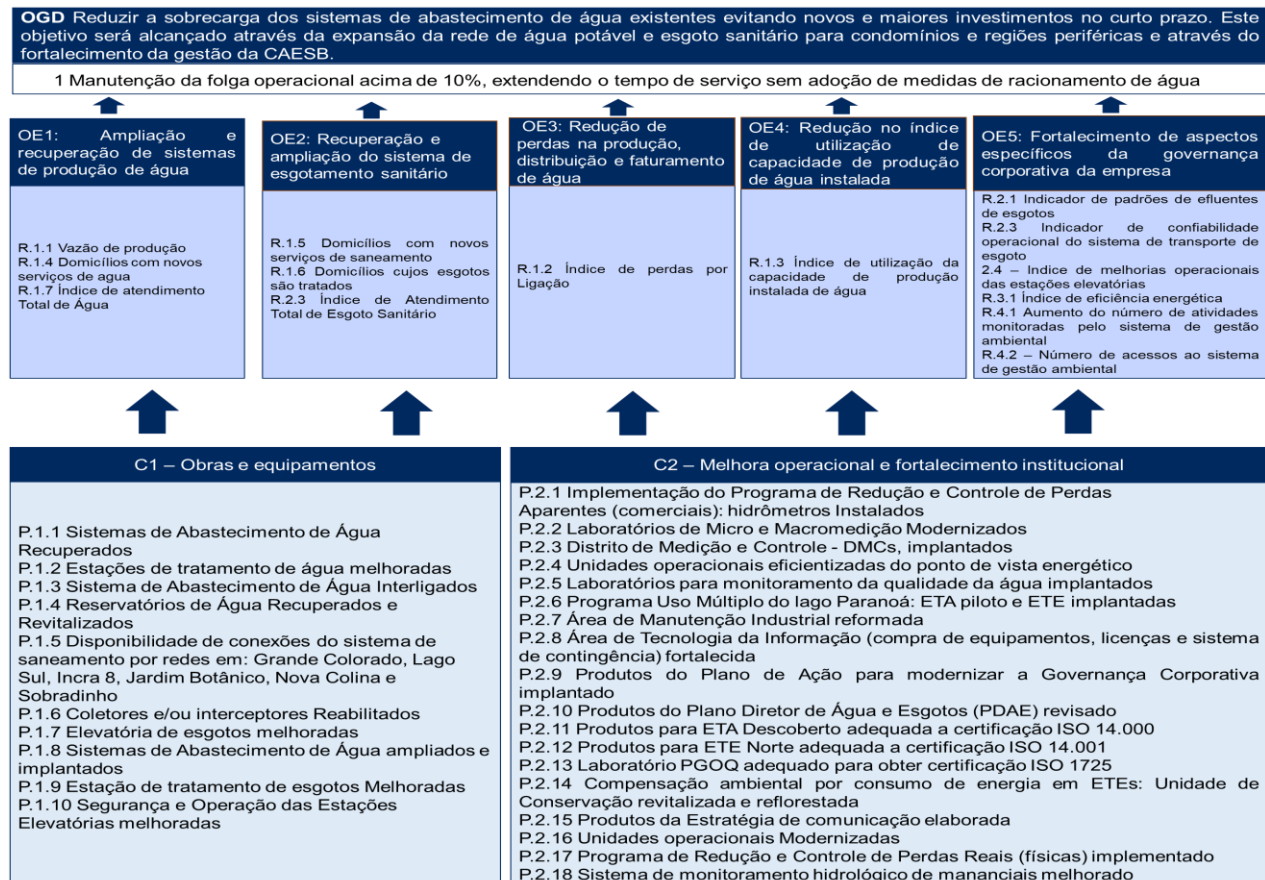 OGD Reduzir a sobrecarga dos sistemas de abastecimento de água existentes evitando novos e maiores investimentos no curto prazo. Este
objetivo será alcançado através da expansão da rede de água potável e esgoto sanitário para condomínios e regiões periféricas e através do
fortalecimento da gestão da CAESB.
1 Manutenção da folga operacional acima de 10%, extendendo o tempo de serviço sem adoção de medidas de racionamento de água
OE1: Ampliação e
recuperação de sistemas
de produção de água
R.1.1 Vazão de produção
R.1.4 Domicílios com novos
serviços de agua
R.1.7 Índice de atendimento
Total de Água
OE2: Recuperação e
ampliação do sistema de
esgotamento sanitário
R.1.5 Domicílios com novos
serviços de saneamento
R.1.6 Domicílios cujos esgotos
são tratados
R.2.3 Índice de Atendimento
Total de Esgoto Sanitário
OE3: Redução de
perdas na produção,
distribuição e faturamento
de água
R.1.2 Índice de perdas por
Ligação
OE4: Redução no índice
de utilização de
capacidade de produção
de água instalada
R.1.3 Índice de utilização da
capacidade de produção
instalada de água
OE5: Fortalecimento de aspectos
específicos da governança
corporativa da empresa
R.2.1 Indicador de padrões de efluentes
de esgotos
R.2.3 Indicador de confiabilidade
operacional do sistema de transporte de
esgoto
2.4 – Indice de melhorias operacionais
das estações elevatórias
R.3.1 Índice de eficiência energética
R.4.1 Aumento do número de atividades
monitoradas pelo sistema de gestão
ambiental
R.4.2 – Número de acessos ao sistema
de gestão ambiental
C1 – Obras e equipamentos
P.1.1 Sistemas de Abastecimento de Água
Recuperados
P.1.2 Estações de tratamento de água melhoradas
P.1.3 Sistema de Abastecimento de Água Interligados
P.1.4 Reservatórios de Água Recuperados e
Revitalizados
P.1.5 Disponibilidade de conexões do sistema de
saneamento por redes em: Grande Colorado, Lago
Sul, Incra 8, Jardim Botânico, Nova Colina e
Sobradinho
P.1.6 Coletores e/ou interceptores Reabilitados
P.1.7 Elevatória de esgotos melhoradas
P.1.8 Sistemas de Abastecimento de Água ampliados e
implantados
P.1.9 Estação de tratamento de esgotos Melhoradas
P.1.10 Segurança e Operação das Estações
Elevatórias melhoradas
C2 – Melhora operacional e fortalecimento institucional
P.2.1 Implementação do Programa de Redução e Controle de Perdas
Aparentes (comerciais): hidrômetros Instalados
P.2.2 Laboratórios de Micro e Macromedição Modernizados
P.2.3 Distrito de Medição e Controle - DMCs, implantados
P.2.4 Unidades operacionais eficientizadas do ponto de vista energético
P.2.5 Laboratórios para monitoramento da qualidade da água implantados
P.2.6 Programa Uso Múltiplo do lago Paranoá: ETA piloto e ETE implantadas
P.2.7 Área de Manutenção Industrial reformada
P.2.8 Área de Tecnologia da Informação (compra de equipamentos, licenças e sistema
de contingência) fortalecida
P.2.9 Produtos do Plano de Ação para modernizar a Governança Corporativa
implantado
P.2.10 Produtos do Plano Diretor de Água e Esgotos (PDAE) revisado
P.2.11 Produtos para ETA Descoberto adequada a certificação ISO 14.000
P.2.12 Produtos para ETE Norte adequada a certificação ISO 14.001
P.2.13 Laboratório PGOQ adequado para obter certificação ISO 1725
P.2.14 Compensação ambiental por consumo de energia em ETEs: Unidade de
Conservação revitalizada e reflorestada
P.2.15 Produtos da Estratégia de comunicação elaborada
P.2.16 Unidades operacionais Modernizadas
P.2.17 Programa de Redução e Controle de Perdas Reais (físicas) implementado
P.2.18 Sistema de monitoramento hidrológico de mananciais melhorado